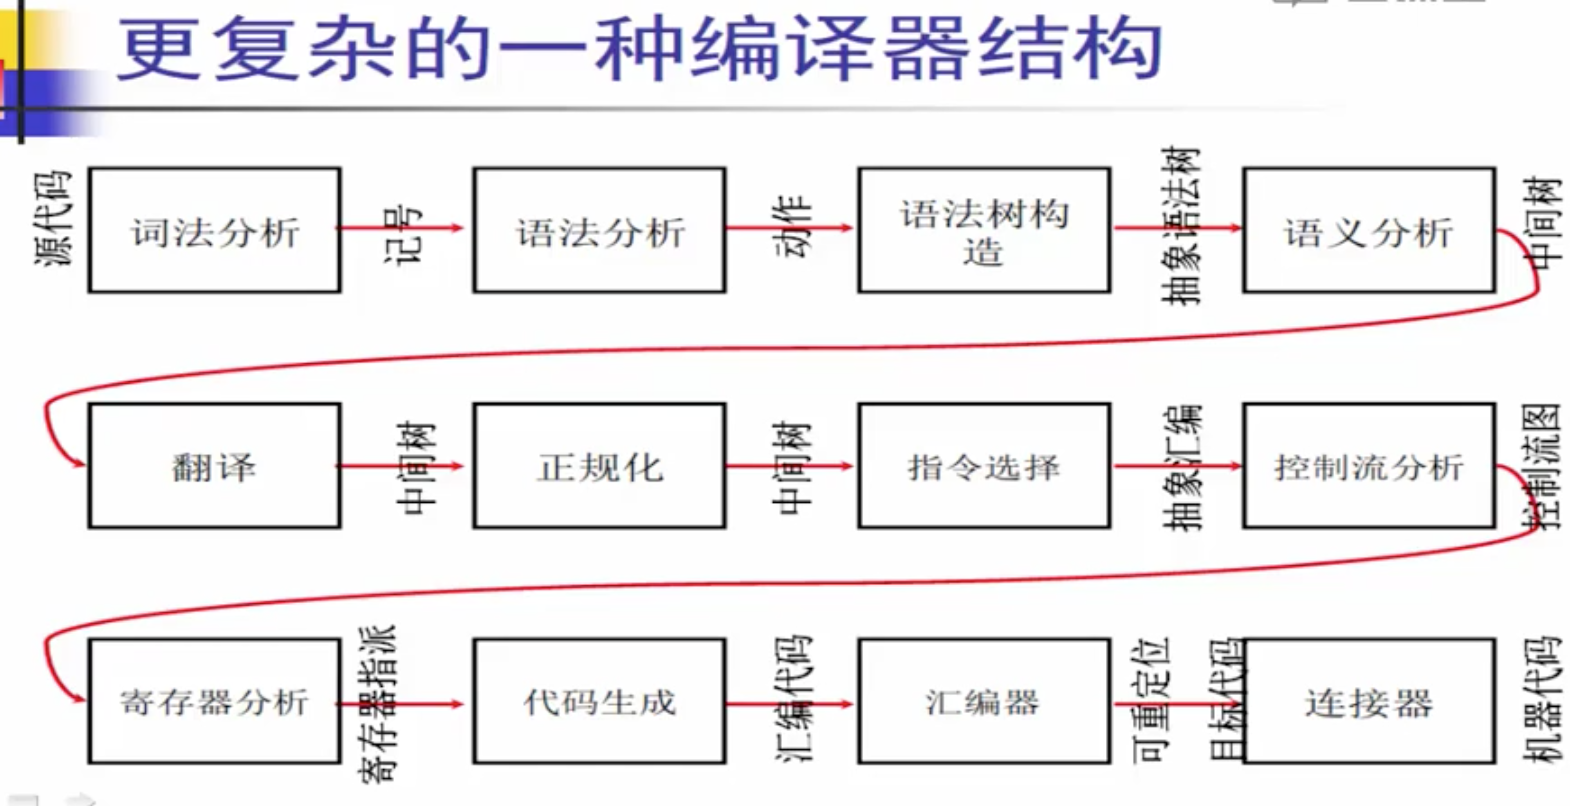 更复杂的一种编译器结构
源代码
词法分析
记号
语法分析
动作
语法树构
造
抽象语法树
语义分析
中间树
翻译
中间树
正规化
中间树
指令选择
抽象汇编
控制流分析
控制流图
寄存器分析
寄存器指派
代码生成
汇编代码
汇编器
可重定位
目标代码
连接器
机器代码